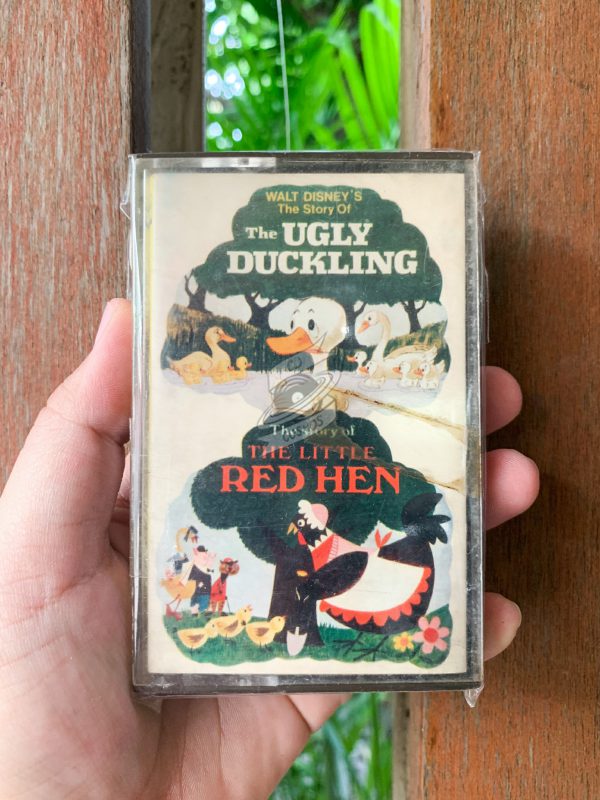 WALT DISNEY'S
The Story Of
The UGLY
DUCKLING
The story of
THE LITTLE
RED HEN